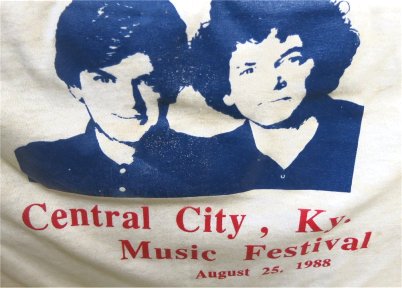 Central City, Ky.
Music Festival
August 25, 1988